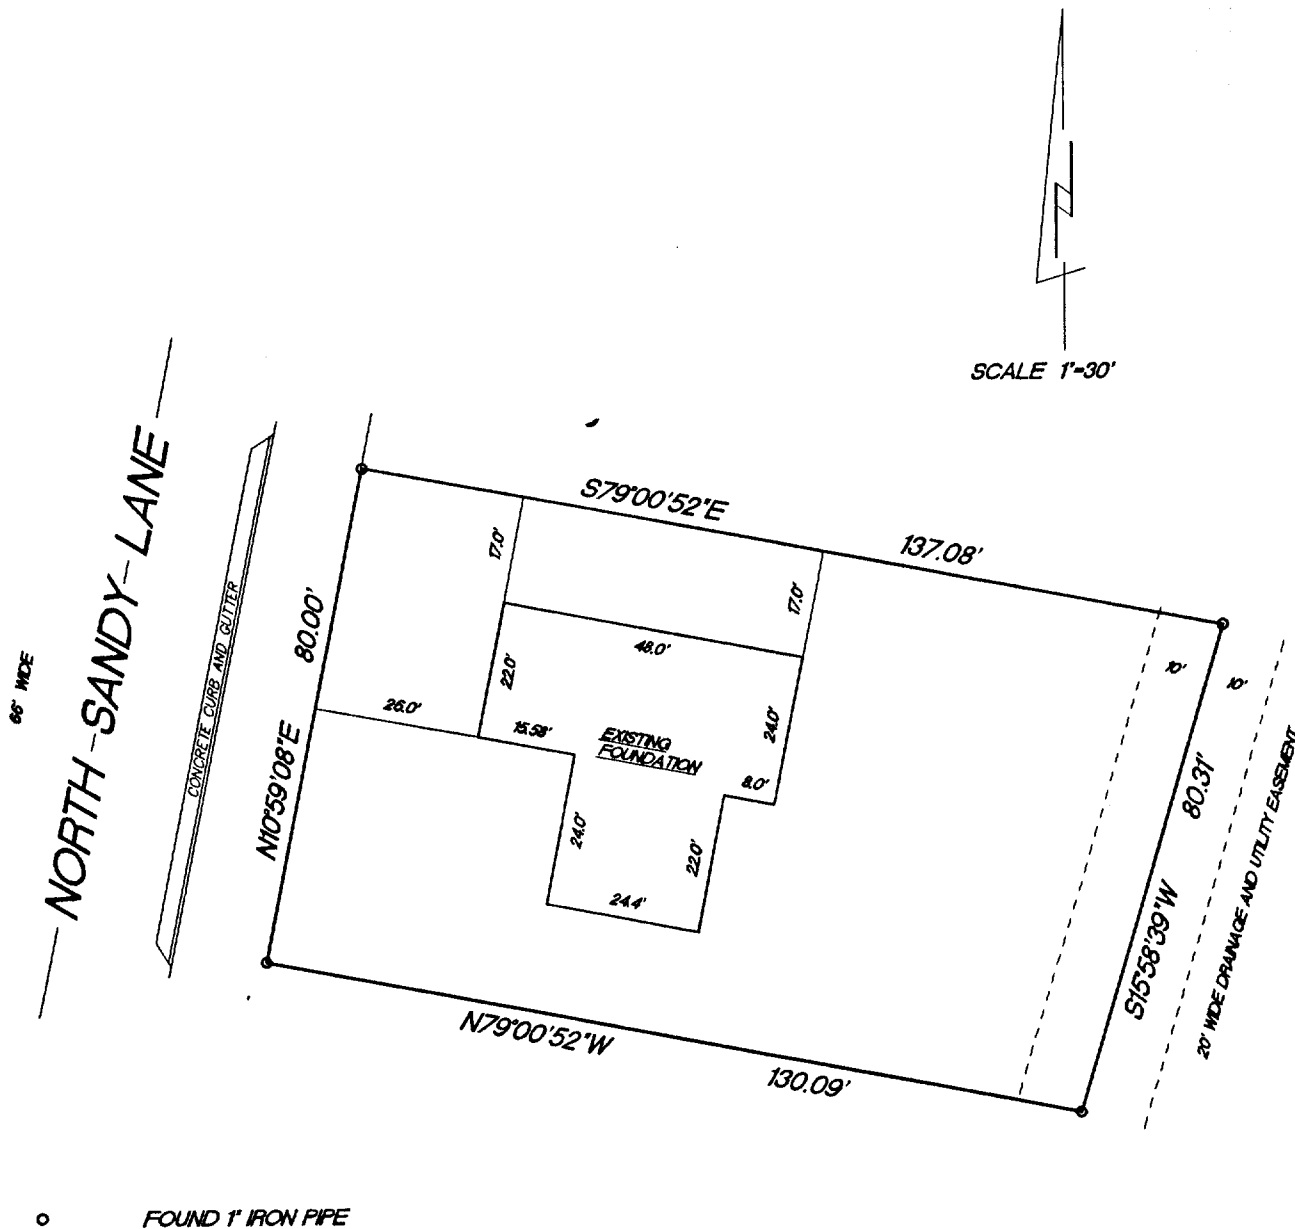 SCALE 1"=30'
S79°00'52"E
137.08'
17.0'
17.0'
48.0'
80.00'
22.0'
10'
10'
NORTH SANDY LANE
66' WIDE
CONCRETE CURB AND GUTTER
26.0'
15.58'
EXISTING
FOUNDATION
24.0'
8.0'
80.31'
N10°59'08"E
24.0'
22.0'
24.4'
S15°58'39"W
20' WIDE DRAINAGE AND UTILITY EASEMENT
N79°00'52"W
130.09'
FOUND 1" IRON PIPE